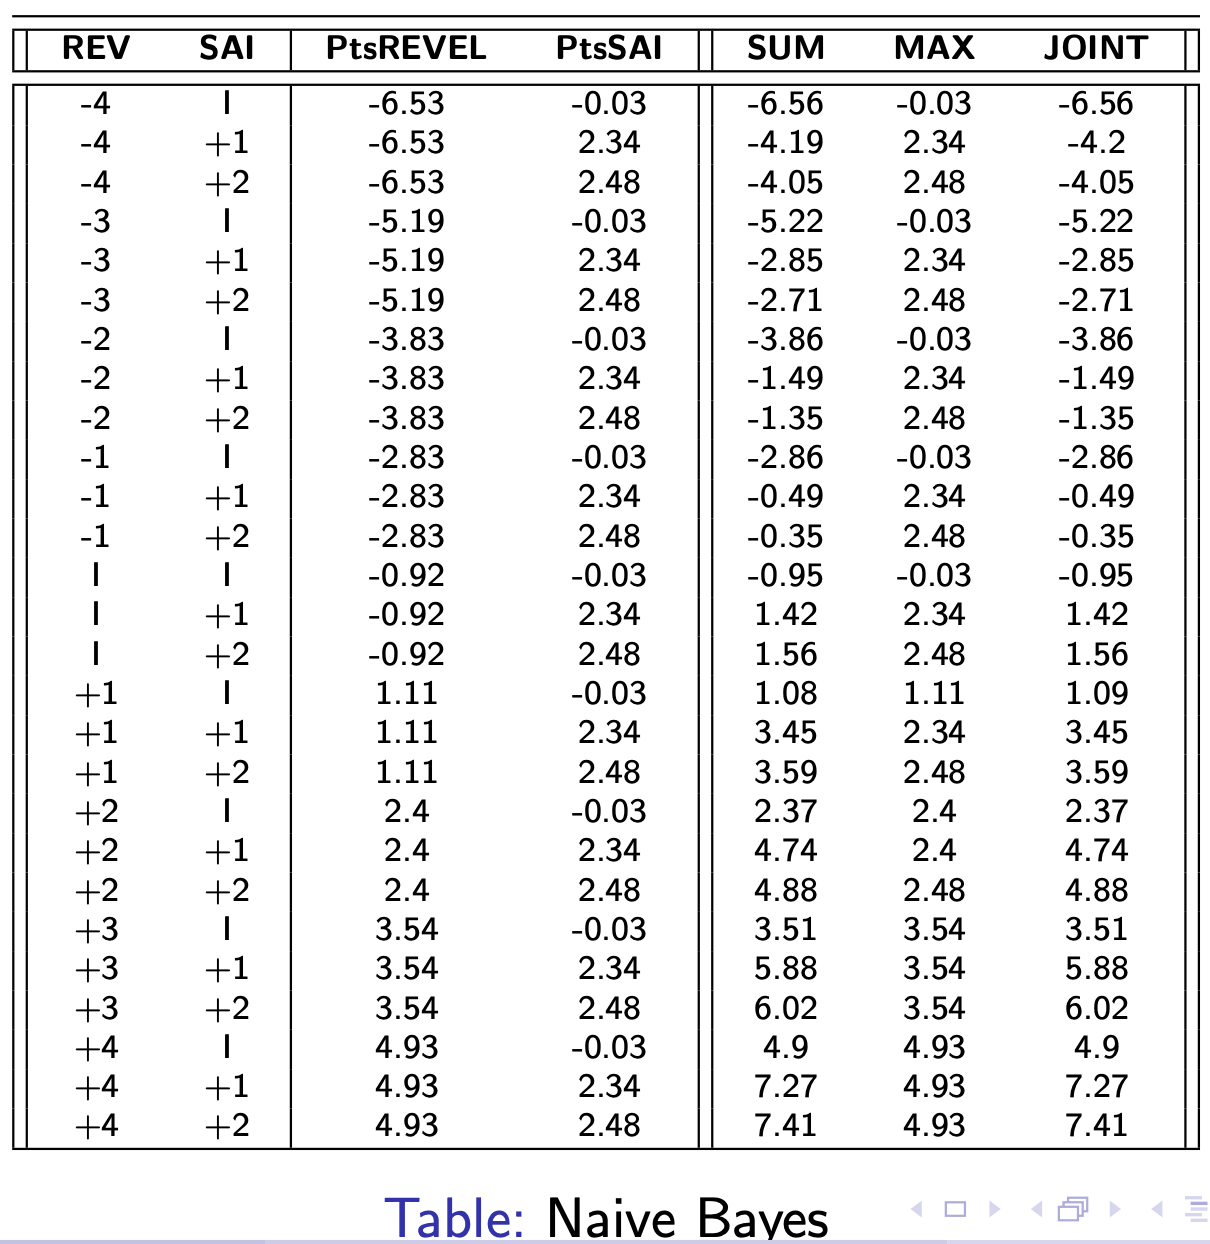 REV SAI PtsREVEL PtsSAI SUM MAX JOINT
-4 I -6.53 -0.03 -6.56 -0.03 -6.56
-4 +1 -6.53 2.34 -4.19 2.34 -4.2
-4 +2 -6.53 2.48 -4.05 2.48 -4.05
-3 I -5.19 -0.03 -5.22 -0.03 -5.22
-3 +1 -5.19 2.34 -2.85 2.34 -2.85
-3 +2 -5.19 2.48 -2.71 2.48 -2.71
-2 I -3.83 -0.03 -3.86 -0.03 -3.86
-2 +1 -3.83 2.34 -1.49 2.34 -1.49
-2 +2 -3.83 2.48 -1.35 2.48 -1.35
-1 I -2.83 -0.03 -2.86 -0.03 -2.86
-1 +1 -2.83 2.34 -0.49 2.34 -0.49
-1 +2 -2.83 2.48 -0.35 2.48 -0.35
I I -0.92 -0.03 -0.95 -0.03 -0.95
I +1 -0.92 2.34 1.42 2.34 1.42
I +2 -0.92 2.48 1.56 2.48 1.56
+1 I 1.11 -0.03 1.08 1.11 1.09
+1 +1 1.11 2.34 3.45 2.34 3.45
+1 +2 1.11 2.48 3.59 2.48 3.59
+2 I 2.4 -0.03 2.37 2.4 2.37
+2 +1 2.4 2.34 4.74 2.4 4.74
+2 +2 2.4 2.48 4.88 2.48 4.88
+3 I 3.54 -0.03 3.51 3.54 3.51
+3 +1 3.54 2.34 5.88 3.54 5.88
+3 +2 3.54 2.48 6.02 3.54 6.02
+4 I 4.93 -0.03 4.9 4.93 4.9
+4 +1 4.93 2.34 7.27 4.93 7.27
+4 +2 4.93 2.48 7.41 4.93 7.41
Table: Naive Bayes